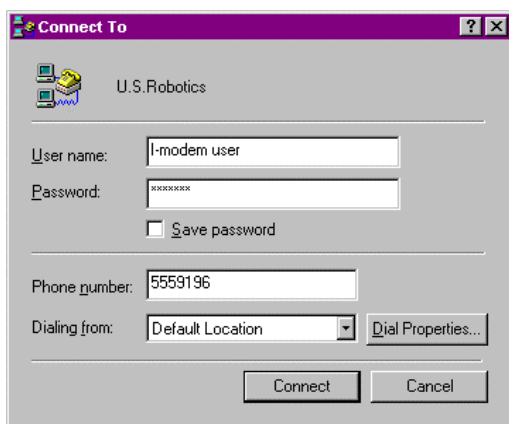 Connect To
U.S.Robotics
User name: I-modem user
Password: *******
Save password
Phone number: 5559196
Dialing from: Default Location Dial Properties...
Connect Cancel